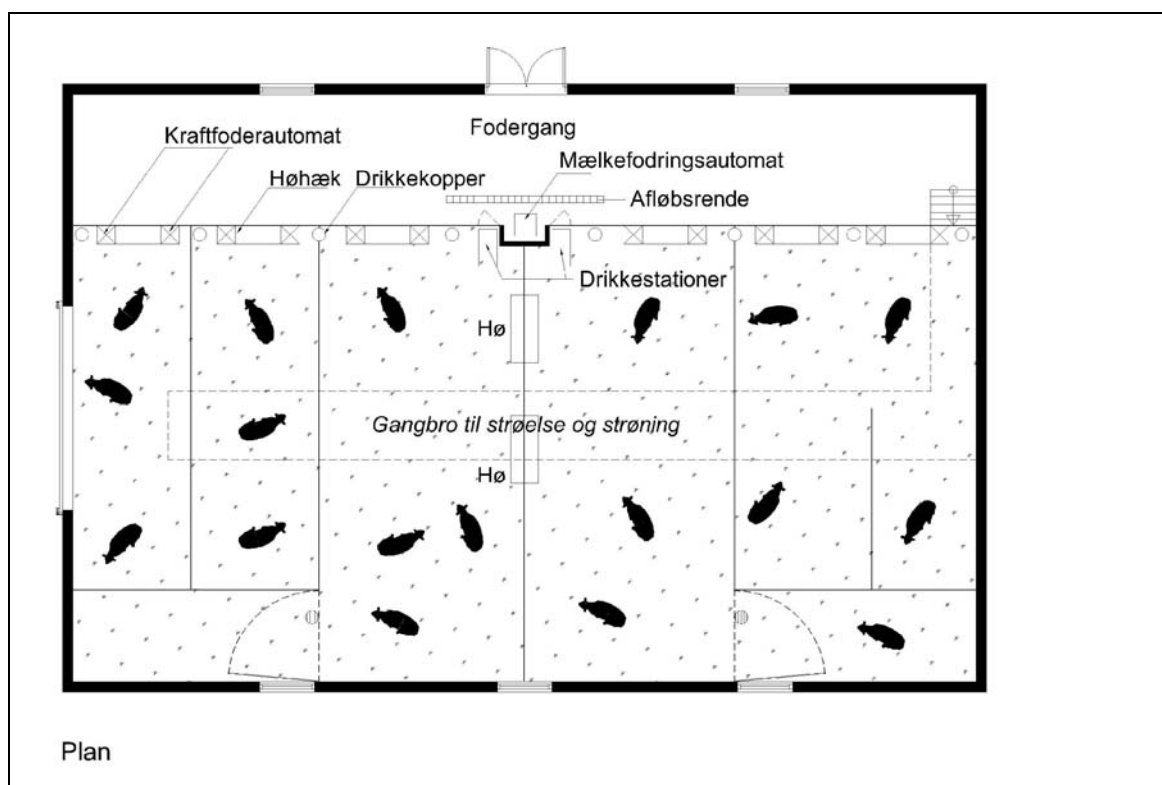 Fodergang
Kraftfoderautomat
Mælkefodringsautomat
Høhæk
Drikkekopper
Afløbsrende
Drikkestationer
Hø
Gangbro til strøelse og strøning
Hø
Plan